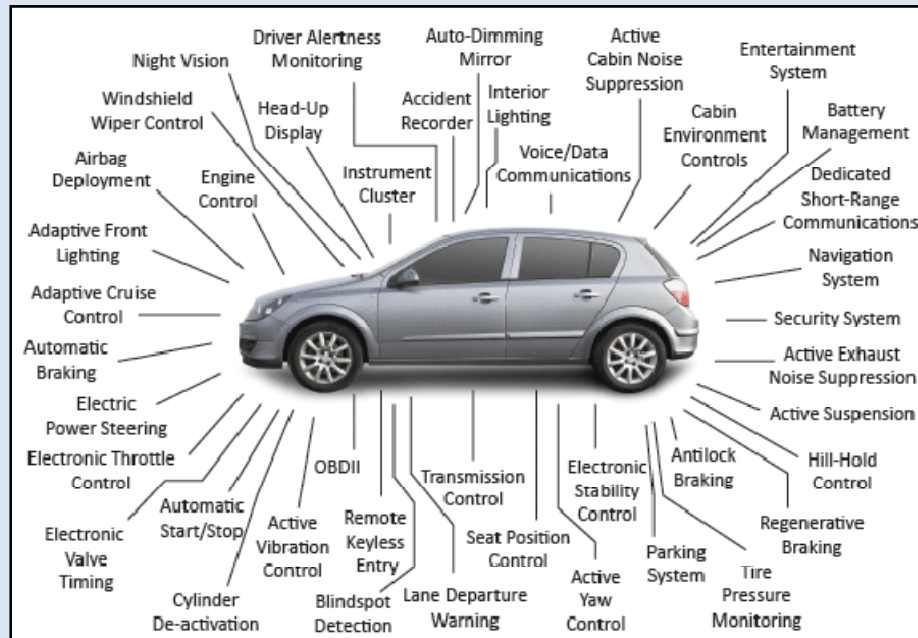 Driver Alertness
Monitoring
Auto-Dimming
Mirror
Active
Cabin Noise
Suppression
Entertainment
System
Night Vision
Windshield
Wiper Control
Head-Up
Display
Accident
Recorder
Interior
Lighting
Cabin
Environment
Controls
Battery
Management
Airbag
Deployment
Engine
Control
Instrument
Cluster
Voice/Data
Communications
Dedicated
Short-Range
Communications
Adaptive Front
Lighting
Navigation
System
Adaptive Cruise
Control
Security System
Automatic
Braking
Active Exhaust
Noise Suppression
Electric
Power Steering
Active Suspension
Electronic Throttle
Control
OBDII
Transmission
Control
Electronic
Stability
Control
Antilock
Braking
Hill-Hold
Control
Electronic
Valve
Timing
Automatic
Start/Stop
Active
Vibration
Control
Remote
Keyless
Entry
Seat Position
Control
Parking
System
Regenerative
Braking
Cylinder
De-activation
Blindspot
Detection
Lane Departure
Warning
Active
Yaw
Control
Tire
Pressure
Monitoring